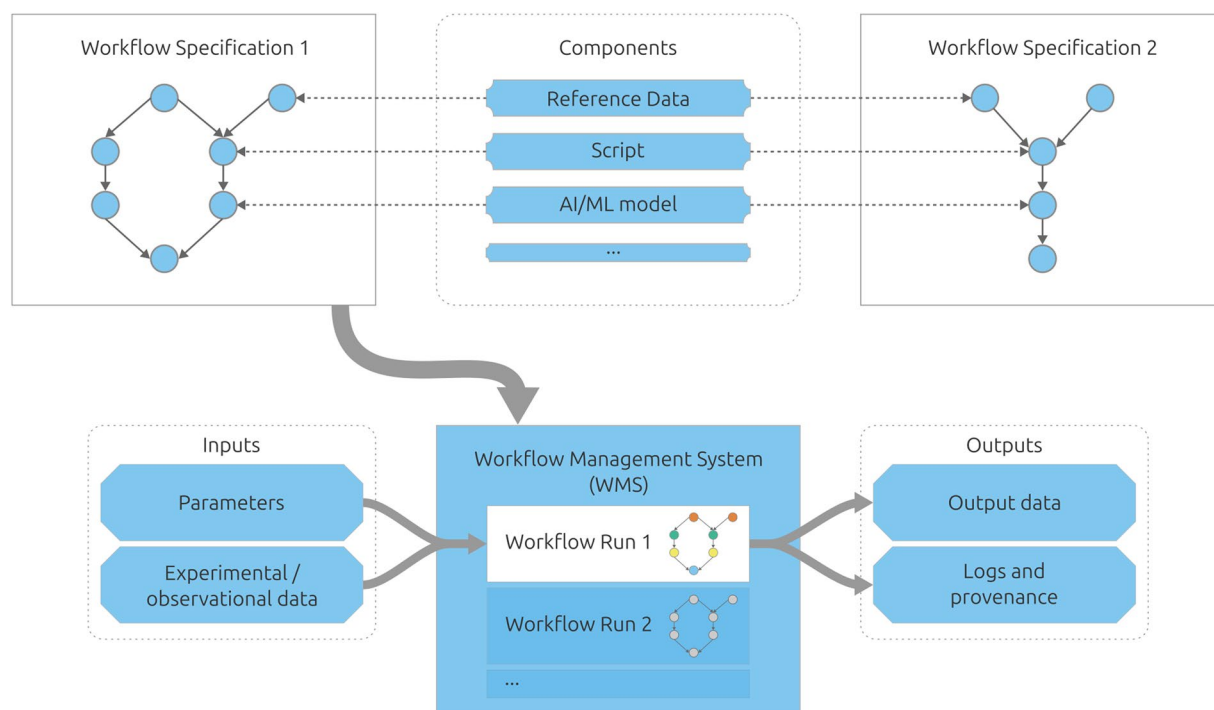 Workflow Specification 1
Components
Workflow Specification 2
Reference Data
Script
AI/ML model
...
Inputs
Parameters
Experimental /
observational data
Workflow Management System
(WMS)
Workflow Run 1
Workflow Run 2
...
Outputs
Output data
Logs and
provenance